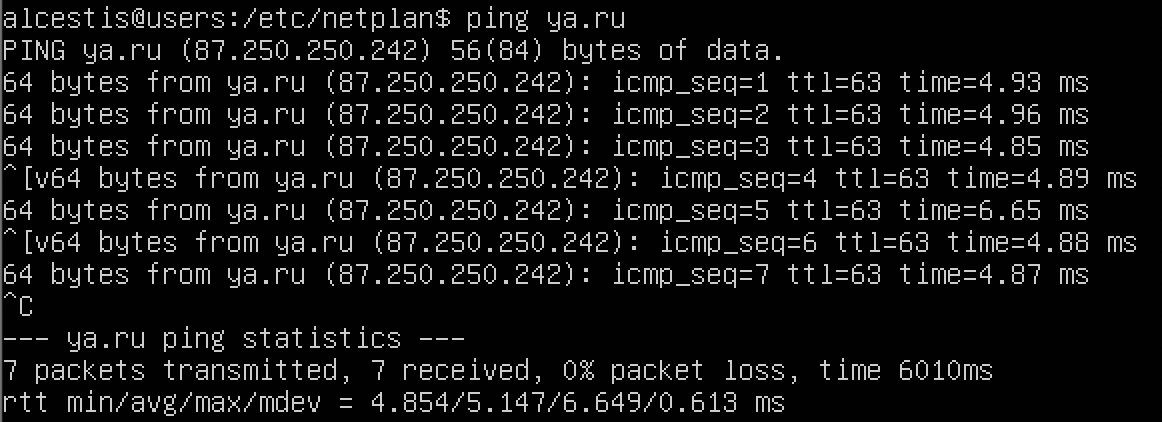 alcestis@users:/etc/netplan$ ping ya.ru
PING ya.ru (87.250.250.242) 56(84) bytes of data.
64 bytes from ya.ru (87.250.250.242): icmp_seq=1 ttl=63 time=4.93 ms
64 bytes from ya.ru (87.250.250.242): icmp_seq=2 ttl=63 time=4.96 ms
64 bytes from ya.ru (87.250.250.242): icmp_seq=3 ttl=63 time=4.85 ms
^[v64 bytes from ya.ru (87.250.250.242): icmp_seq=4 ttl=63 time=4.89 ms
64 bytes from ya.ru (87.250.250.242): icmp_seq=5 ttl=63 time=6.65 ms
^[v64 bytes from ya.ru (87.250.250.242): icmp_seq=6 ttl=63 time=4.88 ms
64 bytes from ya.ru (87.250.250.242): icmp_seq=7 ttl=63 time=4.87 ms
^C
--- ya.ru ping statistics ---
7 packets transmitted, 7 received, 0% packet loss, time 6010ms
rtt min/avg/max/mdev = 4.854/5.147/6.649/0.613 ms